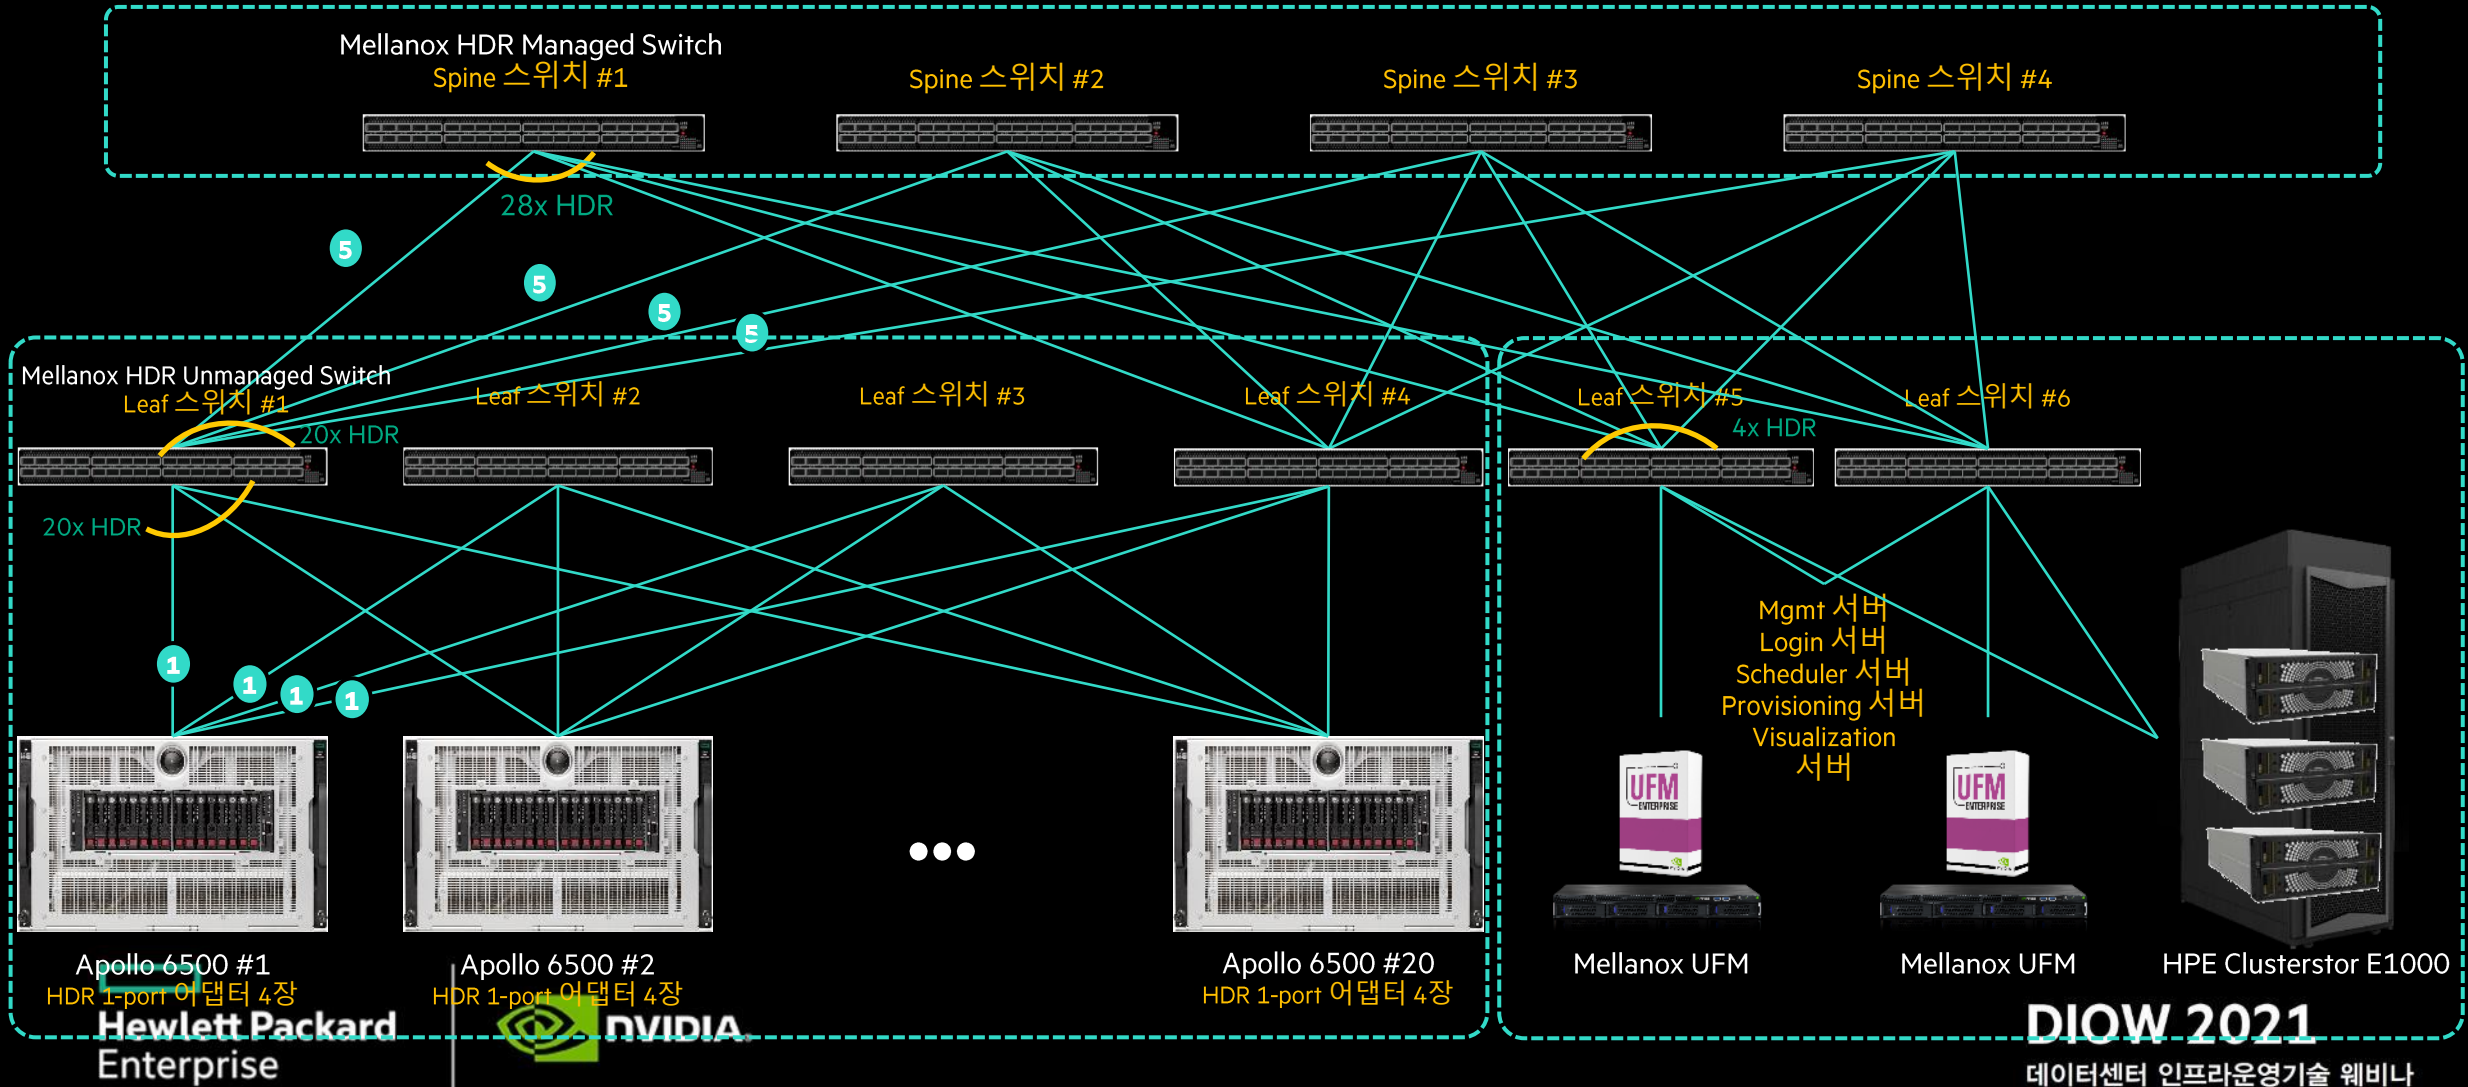 Mellanox HDR Managed Switch
Spine 스위치 #1
Spine 스위치 #2
Spine 스위치 #3
Spine 스위치 #4
28x HDR
5
5
5
5
Mellanox HDR Unmanaged Switch
Leaf 스위치 #1
Leaf 스위치 #2
Leaf 스위치 #3
Leaf 스위치 #4
Leaf 스위치 #5
Leaf 스위치 #6
20x HDR
4x HDR
20x HDR
1
1
1
1
Mgmt 서버
Login 서버
Scheduler 서버
Provisioning 서버
Visualization
서버
UFM
ENTERPRISE
UFM
ENTERPRISE
Apollo 6500 #1
HDR 1-port 어댑터 4장
Apollo 6500 #2
HDR 1-port 어댑터 4장
Apollo 6500 #20
HDR 1-port 어댑터 4장
Mellanox UFM
Mellanox UFM
HPE Clusterstor E1000
Hewlett Packard
Enterprise
NVIDIA.
DIOW 2021
데이터센터 인프라운영기술 웨비나